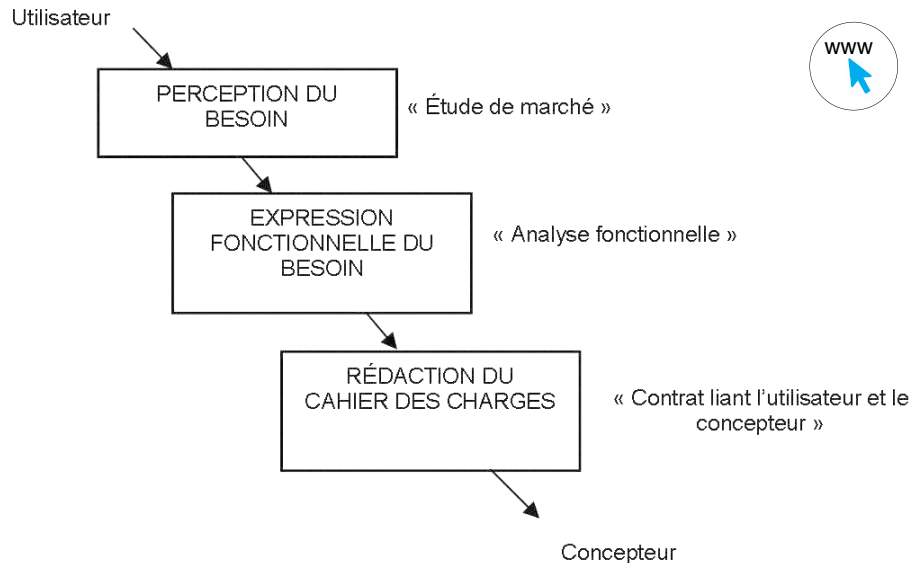 Utilisateur
www
PERCEPTION DU
BESOIN
« Étude de marché »
EXPRESSION
FONCTIONNELLE DU
BESOIN
« Analyse fonctionnelle »
RÉDACTION DU
CAHIER DES CHARGES
« Contrat liant l’utilisateur et le
concepteur »
Concepteur